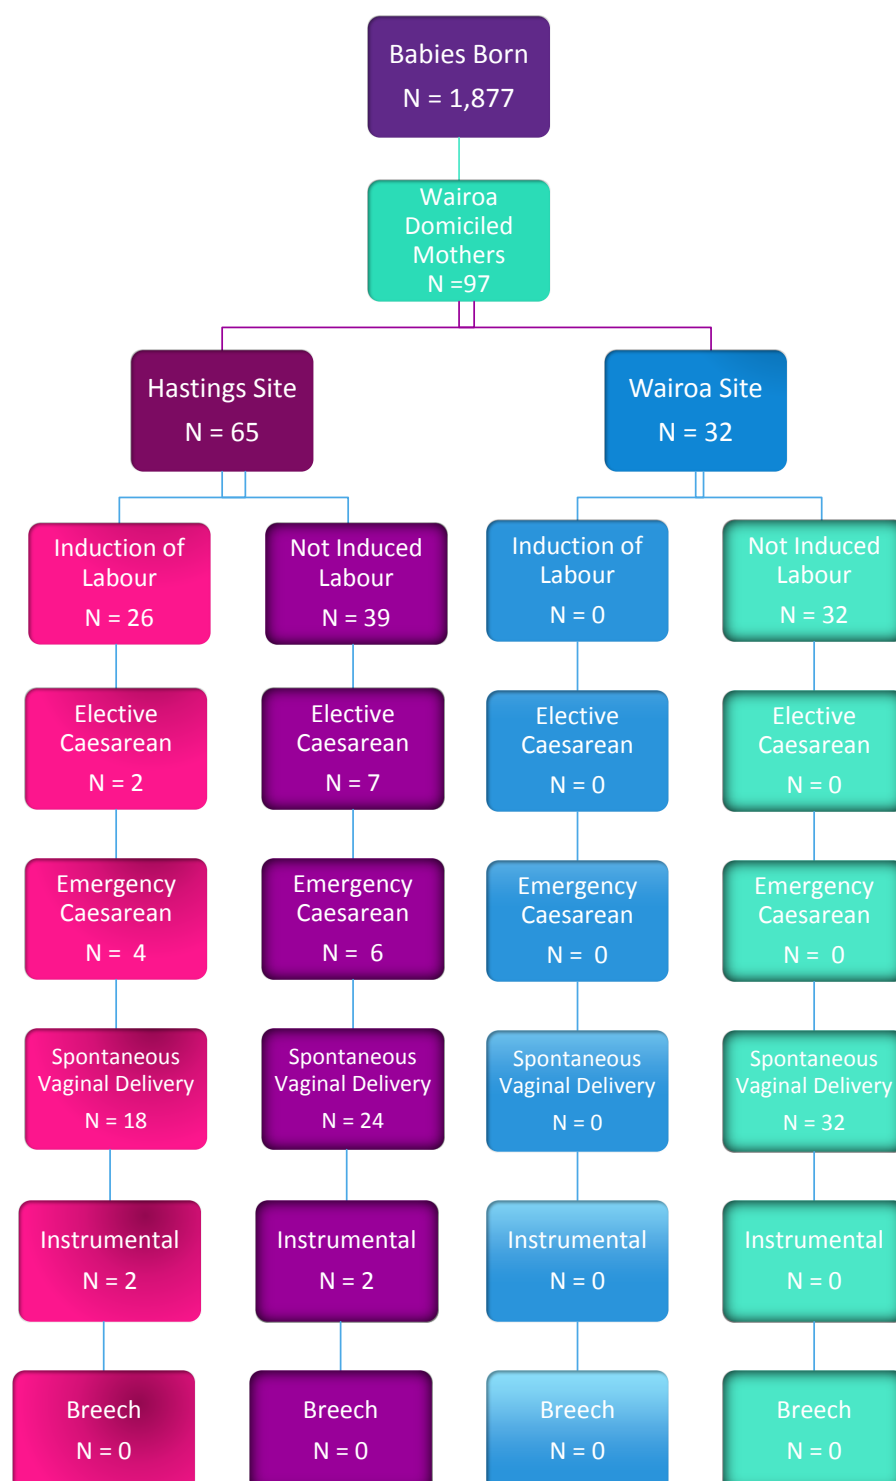 Babies Born
N = 1,877
Wairoa
Domiciled
Mothers
N =97
Hastings Site
N = 65
Wairoa Site
N = 32
Induction of
Labour
N = 26
Not Induced
Labour
N = 39
Induction of
Labour
N = 0
Not Induced
Labour
N = 32
Elective
Caesarean
N = 2
Elective
Caesarean
N = 7
Elective
Caesarean
N = 0
Elective
Caesarean
N = 0
Emergency
Caesarean
N = 4
Emergency
Caesarean
N = 6
Emergency
Caesarean
N = 0
Emergency
Caesarean
N = 0
Spontaneous
Vaginal Delivery
N = 18
Spontaneous
Vaginal Delivery
N = 24
Spontaneous
Vaginal Delivery
N = 0
Spontaneous
Vaginal Delivery
N = 32
Instrumental
N = 2
Instrumental
N = 2
Instrumental
N = 0
Instrumental
N = 0
Breech
N = 0
Breech
N = 0
Breech
N = 0
Breech
N = 0